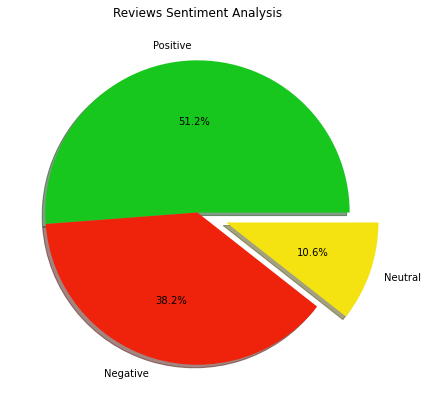 Reviews Sentiment Analysis
Positive
51.2%
10.6%
Neutral
38.2%
Negative